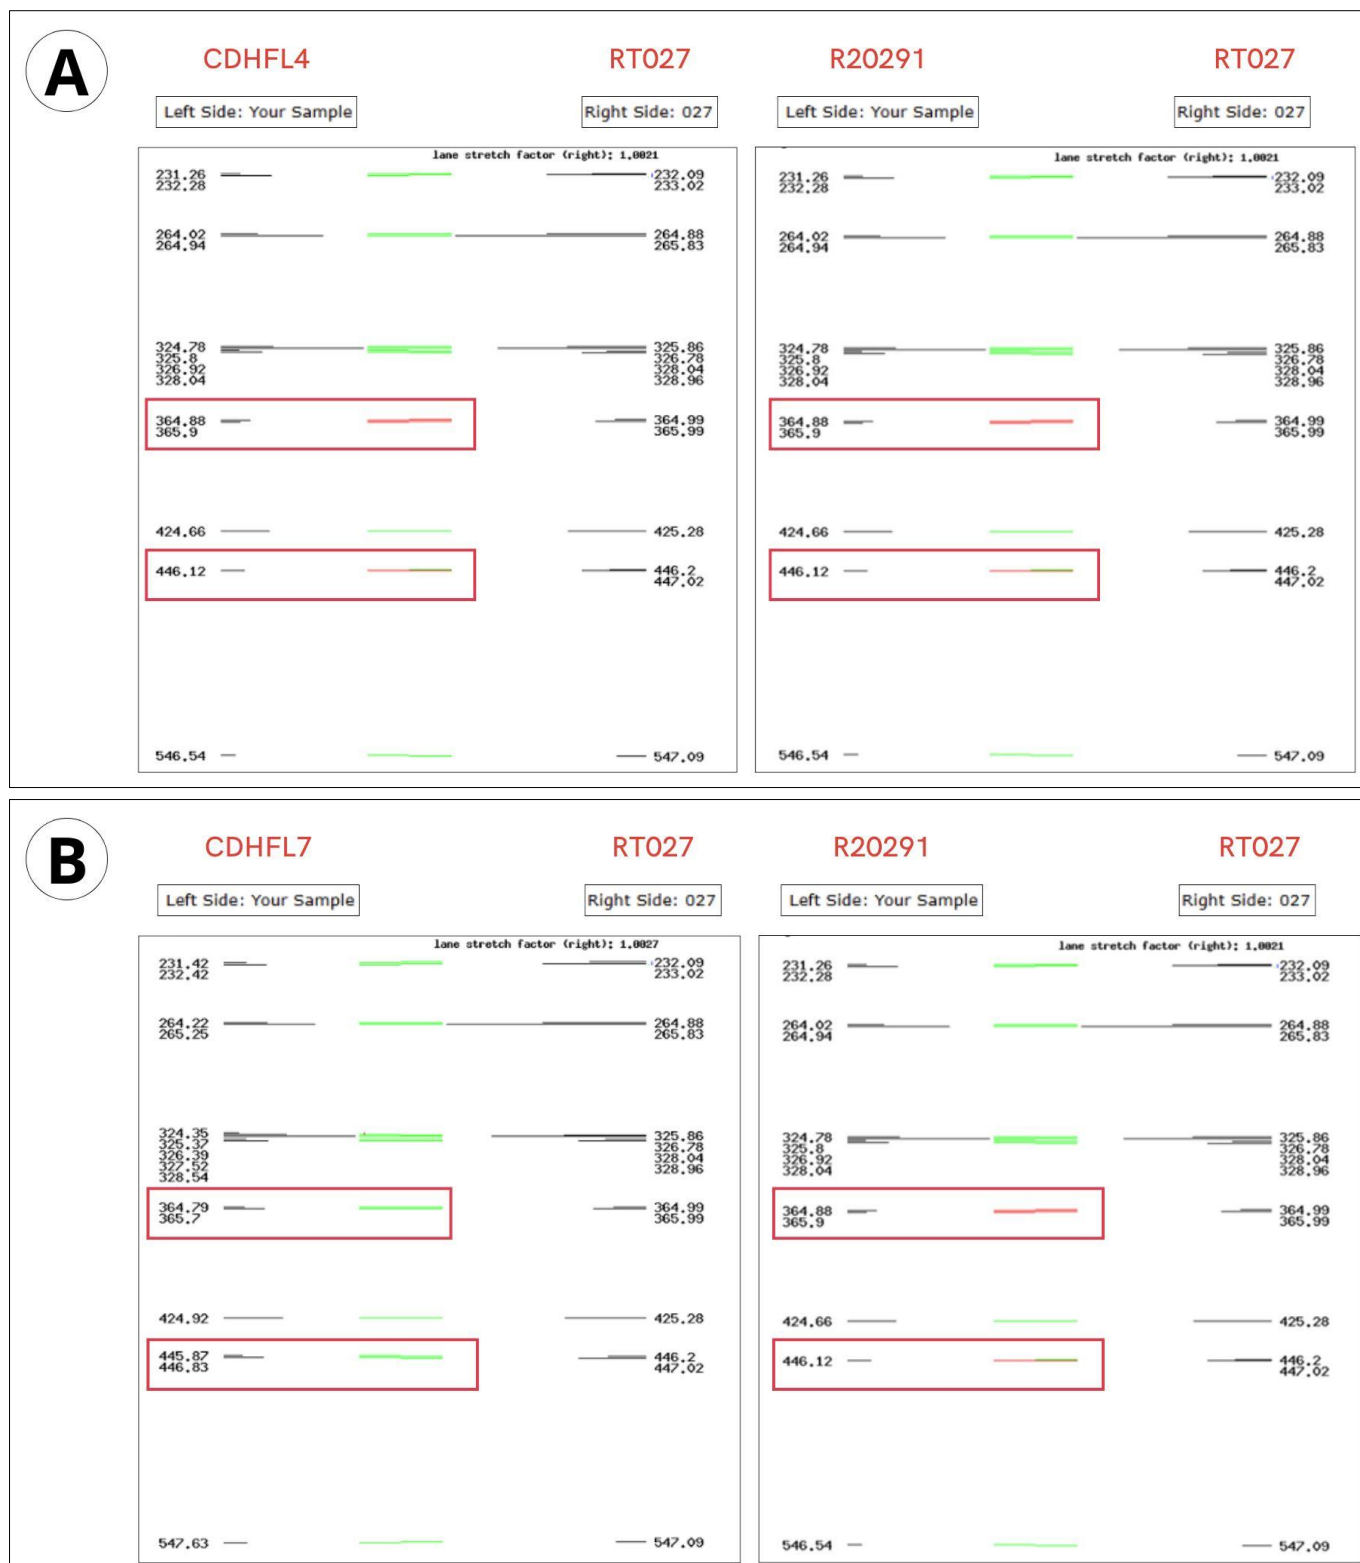 A
CDHFL4 RT027 R20291 RT027
Left Side: Your Sample Right Side: 027 Left Side: Your Sample Right Side: 027
lane stretch factor (right): 1.0021 lane stretch factor (right): 1.0021
231.26 232.09 231.26 232.09
232.28 233.02 232.28 233.02
264.02 264.88 264.02 264.88
264.94 265.83 264.94 265.83
324.78 325.86 324.78 325.86
325.8 326.78 325.8 326.78
326.92 328.04 326.92 328.04
328.04 328.96 328.04 328.96
364.88 364.99 364.88 364.99
365.9 365.99 365.9 365.99
424.66 425.28 424.66 425.28
446.12 446.2 446.12 446.2
447.02 447.02
546.54 547.09 546.54 547.09
B
CDHFL7 RT027 R20291 RT027
Left Side: Your Sample Right Side: 027 Left Side: Your Sample Right Side: 027
lane stretch factor (right): 1.0027 lane stretch factor (right): 1.0021
231.42 232.09 231.26 232.09
232.42 233.02 232.28 233.02
264.22 264.88 264.02 264.88
265.25 265.83 264.94 265.83
324.35 325.86 324.78 325.86
325.37 326.78 325.8 326.78
326.39 328.04 326.92 328.04
327.52 328.96 328.04 328.96
328.54
364.79 364.99 364.88 364.99
365.7 365.99 365.9 365.99
424.92 425.28 424.66 425.28
445.87 446.2 446.12 446.2
446.83 447.02 447.02
547.63 547.09 546.54 547.09